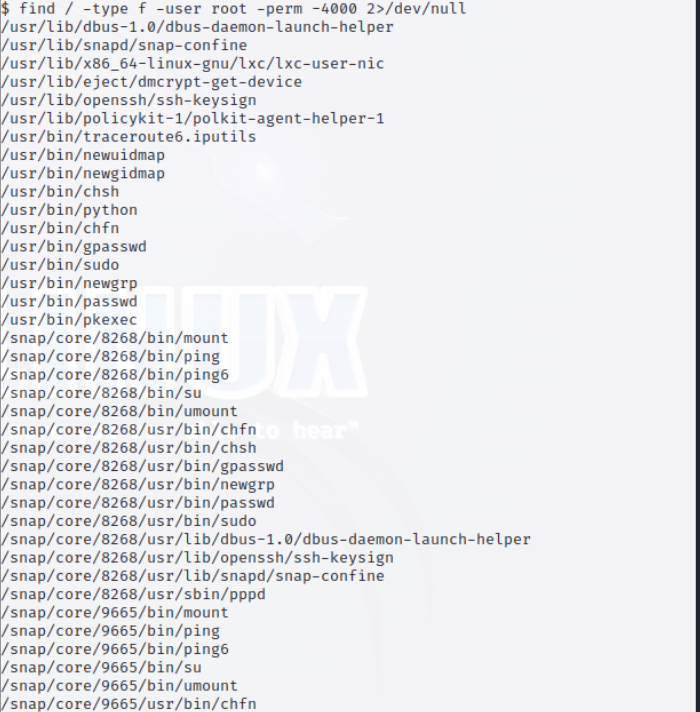 $ find / -type f -user root -perm -4000 2>/dev/null
/usr/lib/dbus-1.0/dbus-daemon-launch-helper
/usr/lib/snapd/snap-confine
/usr/lib/x86_64-linux-gnu/lxc/lxc-user-nic
/usr/lib/eject/dmcrypt-get-device
/usr/lib/openssh/ssh-keysign
/usr/lib/policykit-1/polkit-agent-helper-1
/usr/bin/traceroute6.iputils
/usr/bin/newuidmap
/usr/bin/newgidmap
/usr/bin/chsh
/usr/bin/python
/usr/bin/chfn
/usr/bin/gpasswd
/usr/bin/sudo
/usr/bin/newgrp
/usr/bin/passwd
/usr/bin/pkexec
/snap/core/8268/bin/mount
/snap/core/8268/bin/ping
/snap/core/8268/bin/ping6
/snap/core/8268/bin/su
/snap/core/8268/bin/umount
/snap/core/8268/usr/bin/chfn
/snap/core/8268/usr/bin/chsh
/snap/core/8268/usr/bin/gpasswd
/snap/core/8268/usr/bin/newgrp
/snap/core/8268/usr/bin/passwd
/snap/core/8268/usr/bin/sudo
/snap/core/8268/usr/lib/dbus-1.0/dbus-daemon-launch-helper
/snap/core/8268/usr/lib/openssh/ssh-keysign
/snap/core/8268/usr/lib/snapd/snap-confine
/snap/core/8268/usr/sbin/pppd
/snap/core/9665/bin/mount
/snap/core/9665/bin/ping
/snap/core/9665/bin/ping6
/snap/core/9665/bin/su
/snap/core/9665/bin/umount
/snap/core/9665/usr/bin/chfn
UX
to hear"